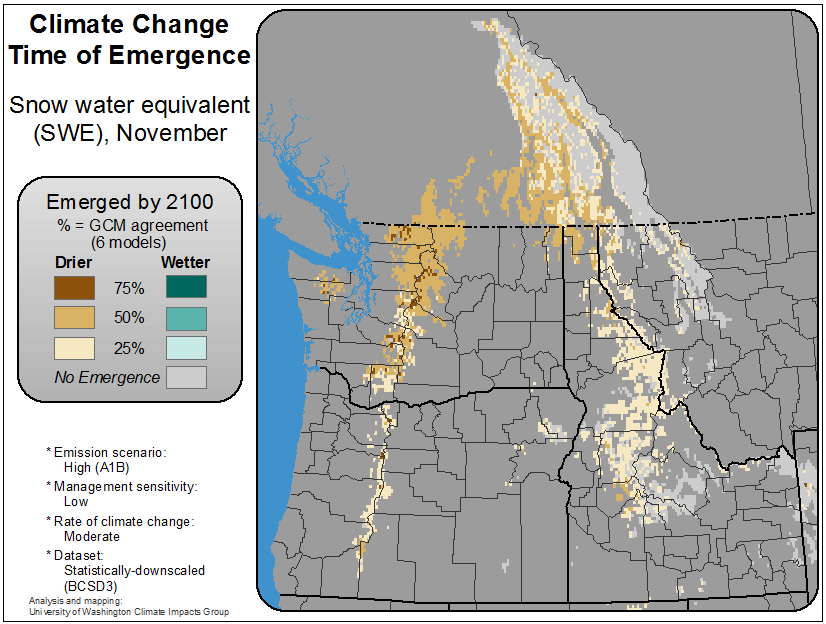 Climate Change
Time of Emergence
Snow water equivalent
(SWE), November
Emerged by 2100
% = GCM agreement
(6 models)
Drier Wetter
75%
50%
25%
No Emergence
* Emission scenario:
High (A1B)
* Management sensitivity:
Low
* Rate of climate change:
Moderate
* Dataset:
Statistically-downscaled
(BCSD3)
Analysis and mapping:
University of Washington Climate Impacts Group